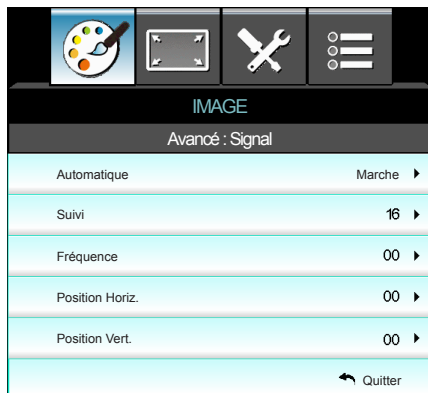 IMAGE
Avancé : Signal
Automatique Marche
Suivi 16
Fréquence 00
Position Horiz. 00
Position Vert. 00
Quitter